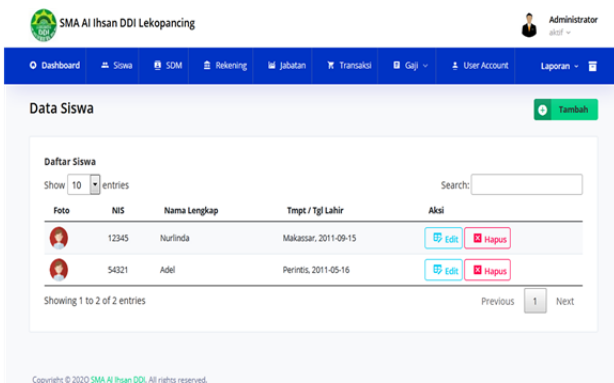 SMA Al Ihsan DDI Lekopancing
Administrator
akof
Dashboard Siswa SDM Rekening Jabatan Transaksi Gaji User Account Laporan
Data Siswa
Tambah
Daftar Siswa
Show 10 entries Search:
Foto NIS Nama Lengkap Tmpt / Tgl Lahir Aksi
12345 Nurlinda Makassar, 2011-09-15 Edit Hapus
54321 Adel Perintis, 2011-05-16 Edit Hapus
Showing 1 to 2 of 2 entries Previous 1 Next
Copyright © 2020 SMA Al Ihsan DDI. All rights reserved.